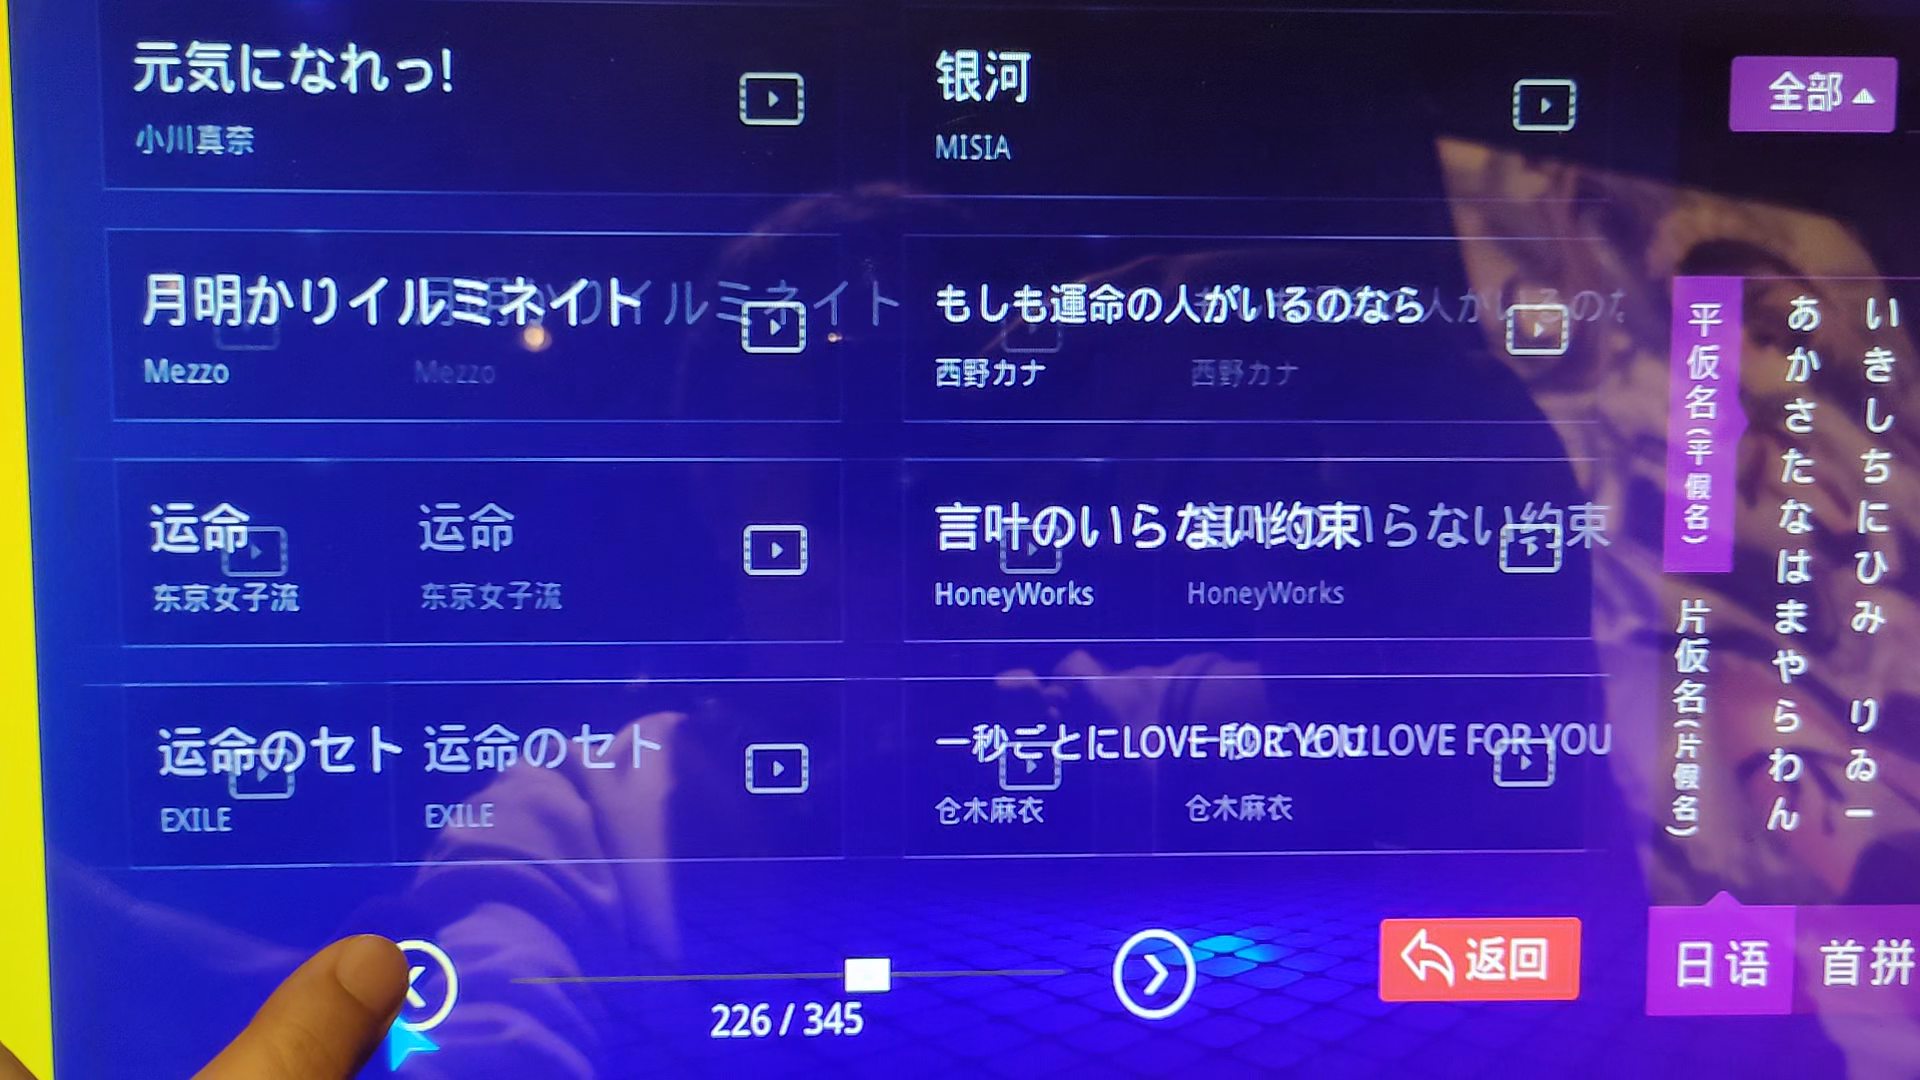 元気になれっ!
小川真奈
银河
MISIA
全部
月明かりイルミネイト
Mezzo
もしも運命の人がいるのなら
西野カナ
运命
东京女子流
言叶のいらない约束
HoneyWorks
运命のセト
EXILE
一秒ごとにLOVE FOR YOU
仓木麻衣
平仮名(平假名)
片仮名(片假名)
あかさたなはまやらわん
いきしちにひみ りゐー
226 / 345
返回
日语
首拼